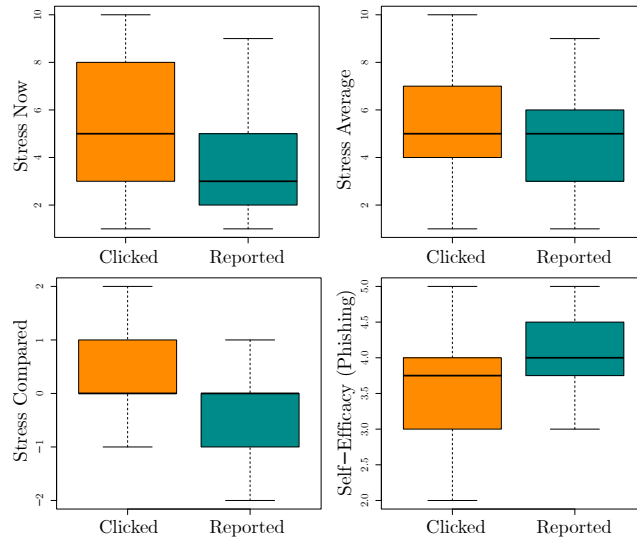 Stress Now
10
8
6
4
2
Clicked
Reported
Stress Average
10
8
6
4
2
Clicked
Reported
Stress Compared
2
1
0
−1
−2
Clicked
Reported
Self−Efficacy (Phishing)
5.0
4.5
4.0
3.5
3.0
2.5
2.0
Clicked
Reported